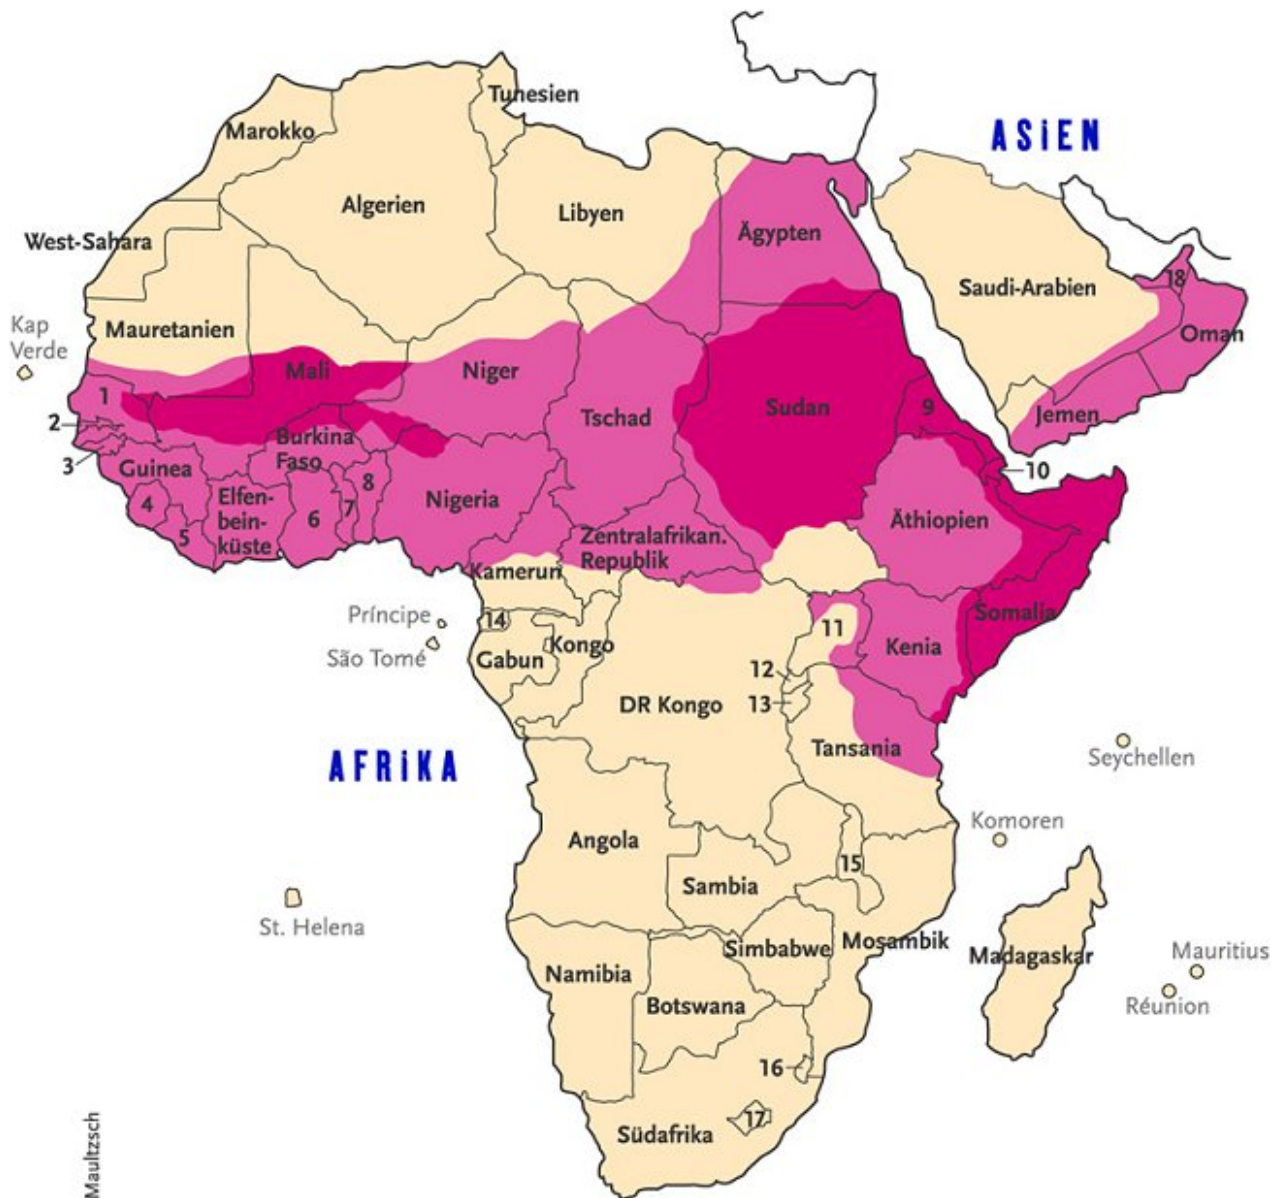 ASiEN
Tunesien
Marokko
Algerien
Libyen
Ägypten
West-Sahara
Saudi-Arabien
18
Mauretanien
Kap
Verde
Oman
Mali
Niger
1
Tschad
Sudan
9
Jemen
2
Burkina
Faso
3
Guinea
10
8
4
Elfen-
bein-
küste
6
7
Nigeria
Äthiopien
5
Zentralafrikan.
Republik
Kamerun
Príncipe
14
Somalia
11
São Tomé
Gabun
Kongo
Kenia
12
13
DR Kongo
Tansania
AFRiKA
Seychellen
Komoren
Angola
15
Sambia
St. Helena
Simbabwe
Mosambik
Madagaskar
Mauritius
Namibia
Botswana
Réunion
16
17
Südafrika
Maultzsch